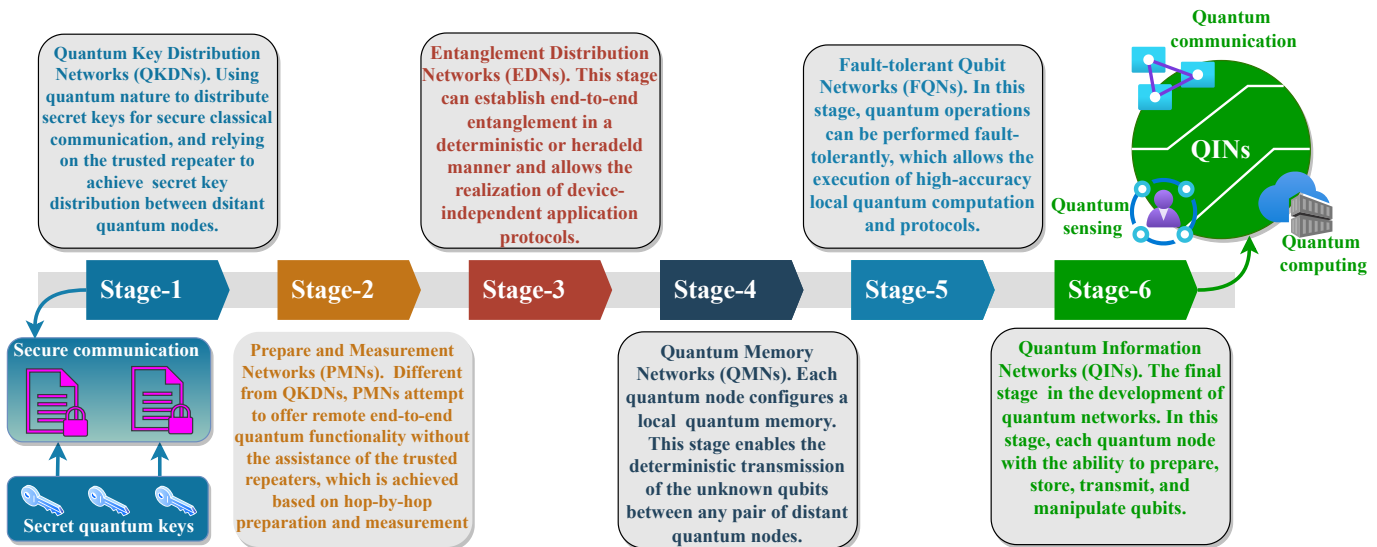 Quantum Key Distribution
Networks (QKDNs). Using
quantum nature to distribute
secret keys for secure classical
communication, and relying
on the trusted repeater to
achieve secret key
distribution between dsitant
quantum nodes.
Entanglement Distribution
Networks (EDNs). This stage
can establish end-to-end
entanglement in a
deterministic or heradeld
manner and allows the
realization of device-
independent application
protocols.
Fault-tolerant Qubit
Networks (FQNs). In this
stage, quantum operations
can be performed fault-
tolerantly, which allows the
execution of high-accuracy
local quantum computation
and protocols.
Quantum
communication
QINs
Quantum
sensing
Quantum
computing
Stage-1
Stage-2
Stage-3
Stage-4
Stage-5
Stage-6
Secure communication
Secret quantum keys
Prepare and Measurement
Networks (PMNs). Different
from QKDNs, PMNs attempt
to offer remote end-to-end
quantum functionality without
the assistance of the trusted
repeaters, which is achieved
based on hop-by-hop
preparation and measurement
Quantum Memory
Networks (QMNs). Each
quantum node configures a
local quantum memory.
This stage enables the
deterministic transmission
of the unknown qubits
between any pair of distant
quantum nodes.
Quantum Information
Networks (QINs). The final
stage in the development of
quantum networks. In this
stage, each quantum node
with the ability to prepare,
store, transmit, and
manipulate qubits.